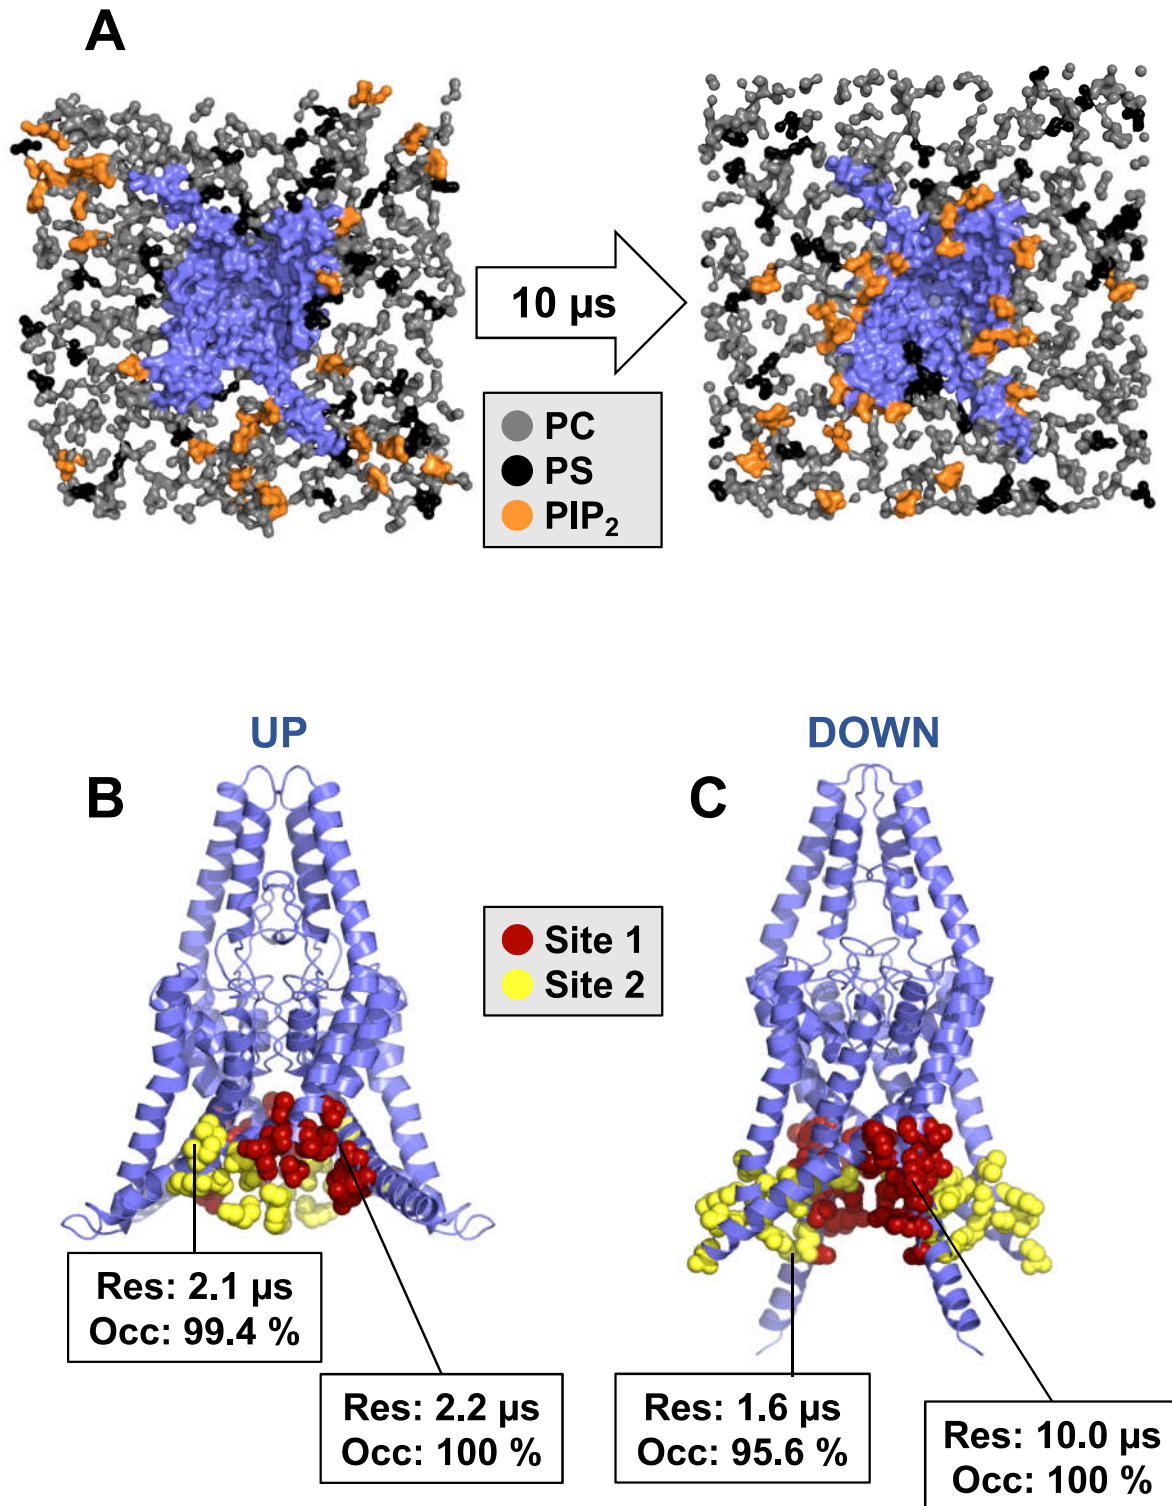 A
10 µs
PC
PS
PIP₂
UP
DOWN
B
C
Site 1
Site 2
Res: 2.1 µs
Occ: 99.4 %
Res: 2.2 µs
Occ: 100 %
Res: 1.6 µs
Occ: 95.6 %
Res: 10.0 µs
Occ: 100 %